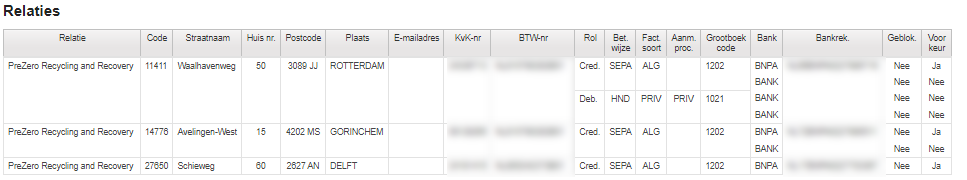 Relaties
Relatie Code Straatnaam Huis nr. Postcode Plaats E-mailadres KvK-nr BTW-nr Rol Bet. wijze Fact. soort Aanm. proc. Grootboek code Bank Bankrek. Geblok. Voor keur
PreZero Recycling and Recovery 11411 Waalhavenweg 50 3089 JJ ROTTERDAM Cred. SEPA ALG 1202 BNPA Nee Ja
BANK Nee Nee
Deb. HND PRIV PRIV 1021 BANK Nee Nee
BANK Nee Nee
PreZero Recycling and Recovery 14776 Avelingen-West 15 4202 MS GORINCHEM Cred. SEPA ALG 1202 BNPA Nee Ja
BANK Nee Nee
PreZero Recycling and Recovery 27650 Schieweg 60 2627 AN DELFT Cred. SEPA ALG 1202 BNPA Nee Ja